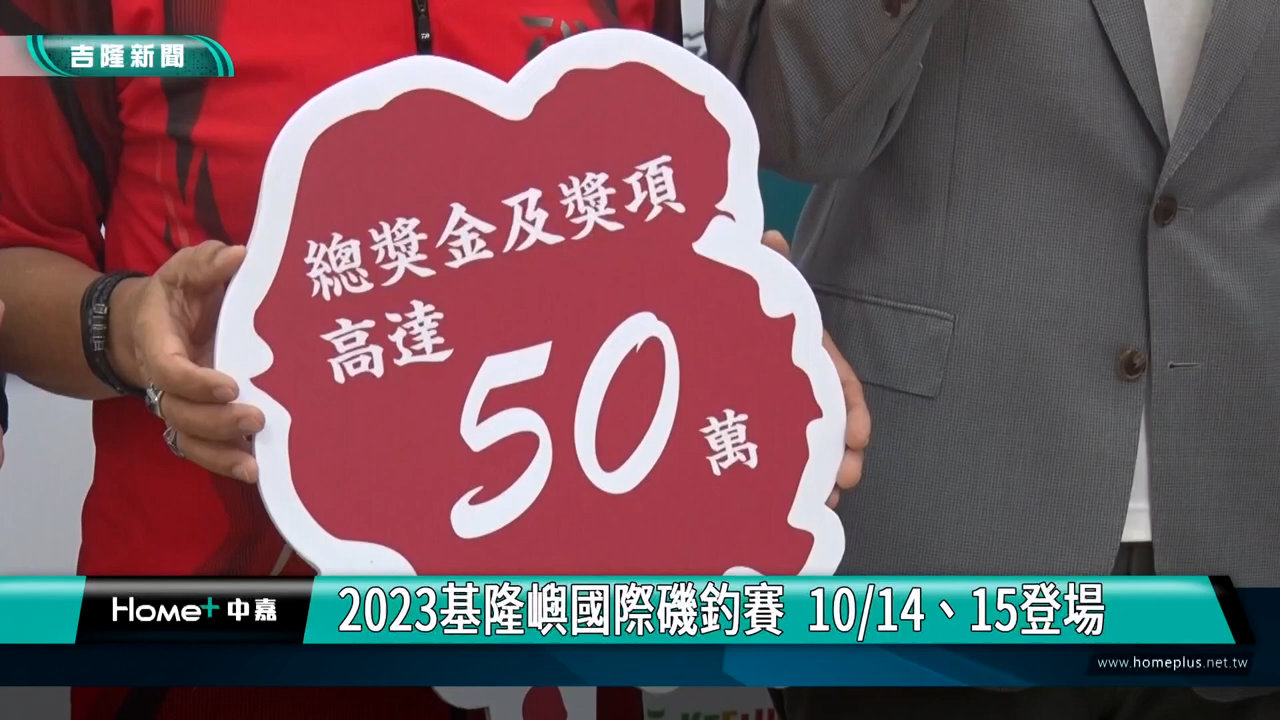 吉隆新聞
總獎金及獎項
高達
50萬
Home+中嘉
2023基隆嶼國際磯釣賽 10/14、15登場
www.homeplus.net.tw